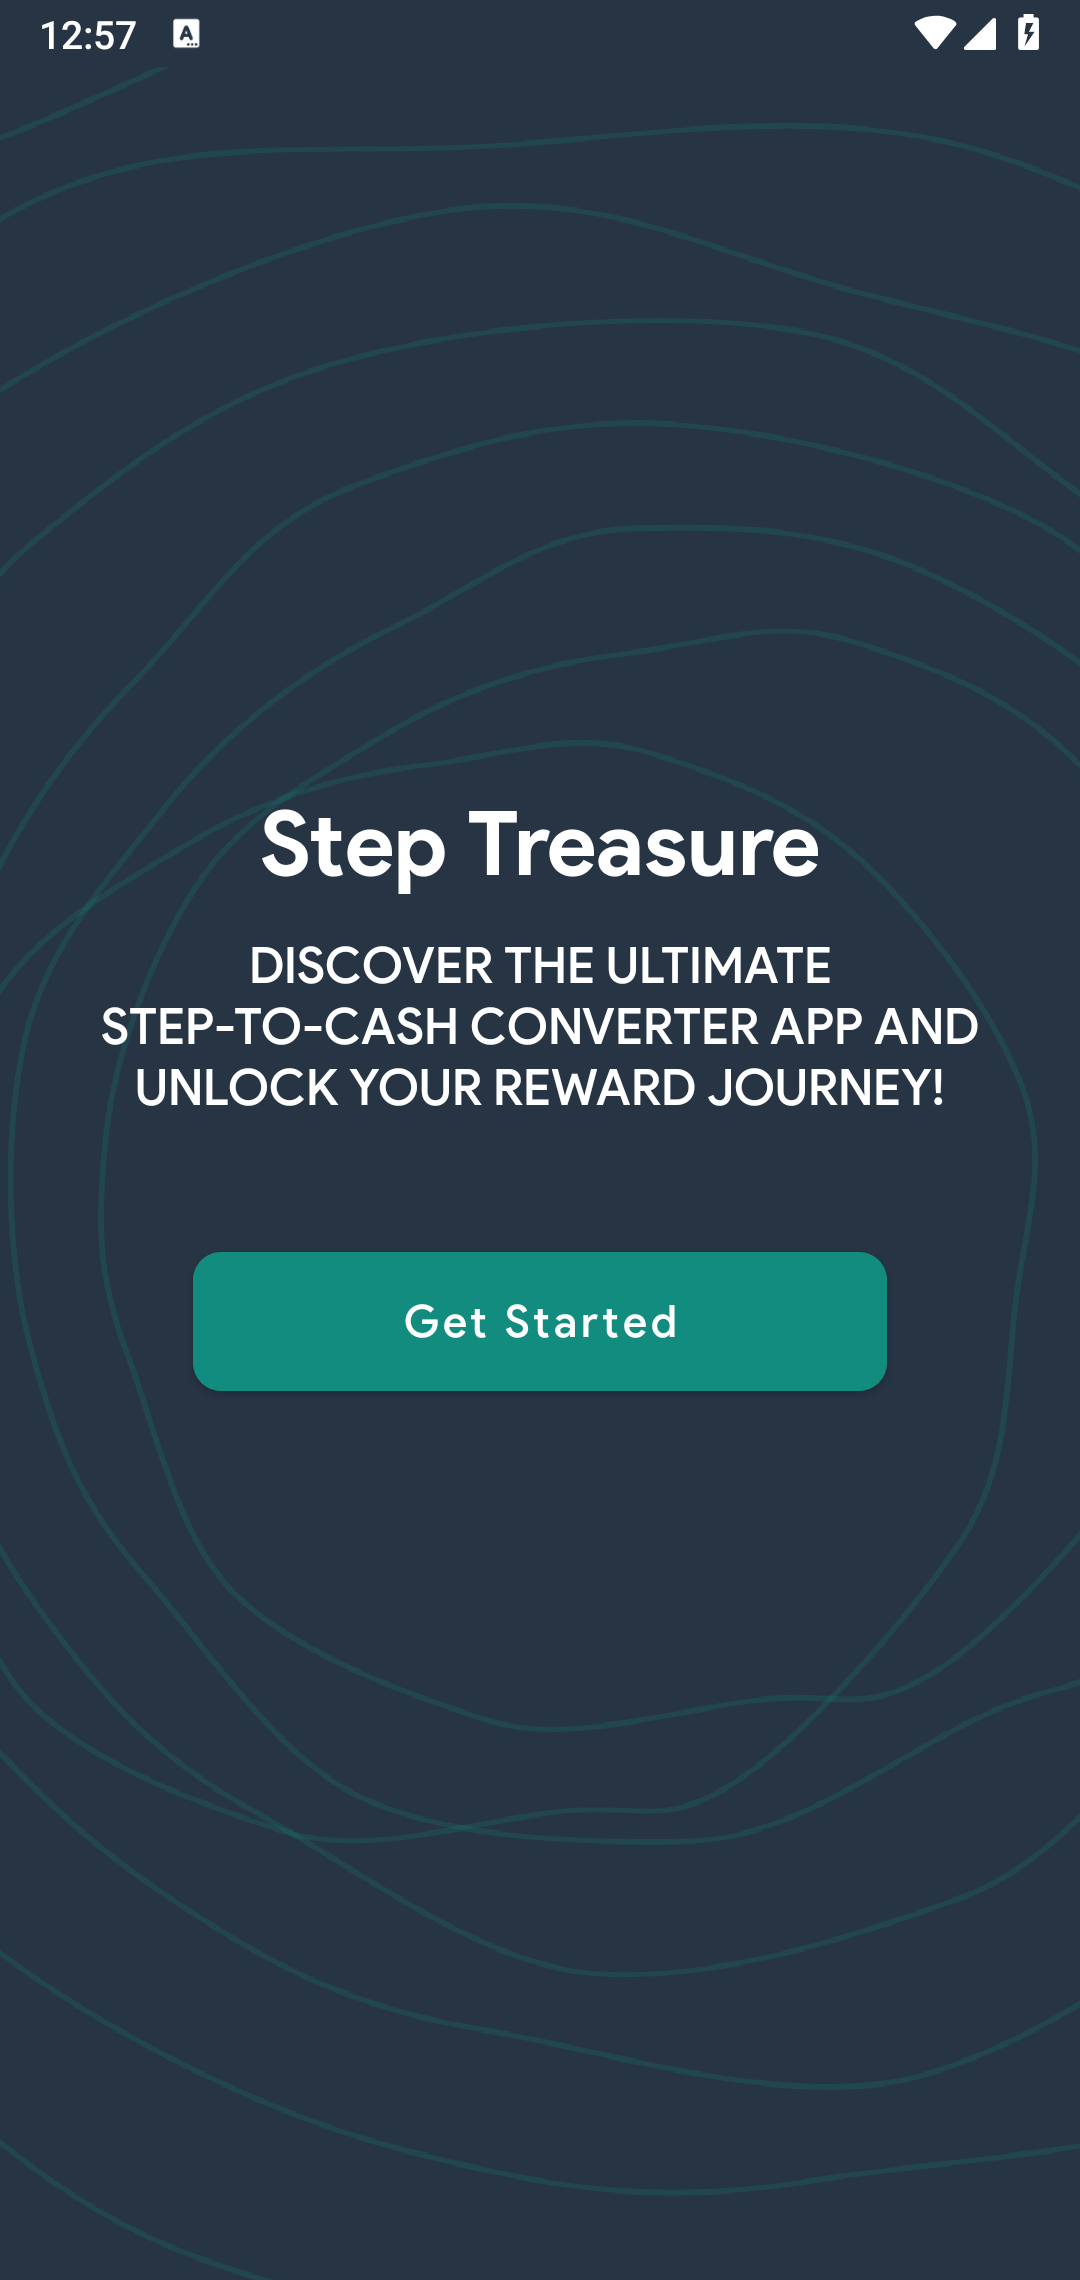 12:57
Step Treasure
DISCOVER THE ULTIMATE
STEP-TO-CASH CONVERTER APP AND
UNLOCK YOUR REWARD JOURNEY!
Get Started